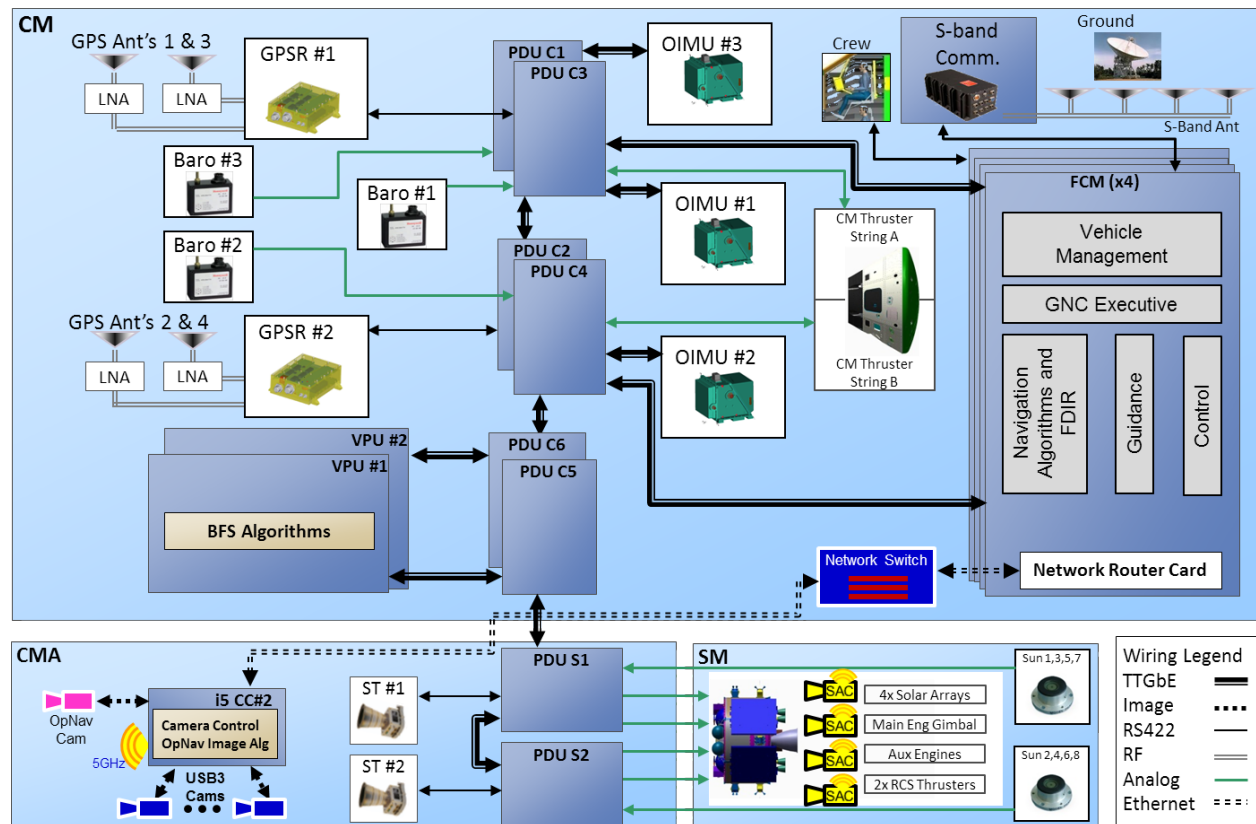 CM
GPS Ant's 1 & 3
LNA
LNA
GPSR #1
PDU C1
PDU C3
OIMU #3
Crew
S-band
Comm.
Ground
S-Band Ant
Baro #3
Baro #1
OIMU #1
Baro #2
PDU C2
PDU C4
CM Thruster
String A
CM Thruster
String B
FCM (x4)
Vehicle
Management
GNC Executive
Navigation
Algorithms and
FDIR
Guidance
Control
GPS Ant's 2 & 4
LNA
LNA
GPSR #2
OIMU #2
VPU #2
VPU #1
BFS Algorithms
PDU C6
PDU C5
Network Switch
Network Router Card
CMA
i5 CC#2
Camera Control
OpNav Image Alg
OpNav
Cam
5GHz
USB3
Cams
ST #1
ST #2
PDU S1
PDU S2
SM
SAC
4x Solar Arrays
SAC
Main Eng Gimbal
SAC
Aux Engines
SAC
2x RCS Thrusters
Sun 1,3,5,7
Sun 2,4,6,8
Wiring Legend
TTGbE
Image
RS422
RF
Analog
Ethernet